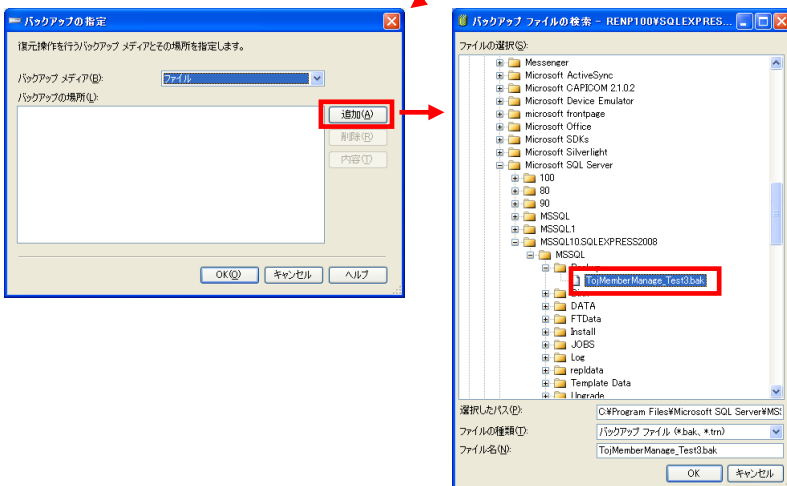 バックアップの指定
復元操作を行うバックアップ メディアとその場所を指定します。
バックアップ メディア(B):
ファイル
バックアップの場所(L):
追加(A)
削除(R)
内容(T)
OK(O)
キャンセル
ヘルプ
バックアップ ファイルの検索 - RENP100¥SQLEXPRES...
ファイルの選択(S):
Messenger
Microsoft ActiveSync
Microsoft CAPICOM 2.1.0.2
Microsoft Device Emulator
microsoft frontpage
Microsoft Office
Microsoft SDKs
Microsoft Silverlight
Microsoft SQL Server
100
80
90
MSSQL
MSSQL.1
MSSQL10.SQLEXPRESS2008
MSSQL
Backup
TojMemberManage_Test3.bak
DATA
FTData
Install
JOBS
Log
repldata
Template Data
Upgrade
選択したパス(P):
C:¥Program Files¥Microsoft SQL Server¥MS
ファイルの種類(T):
バックアップ ファイル (*.bak、*.trn)
ファイル名(N):
TojMemberManage_Test3.bak
OK
キャンセル